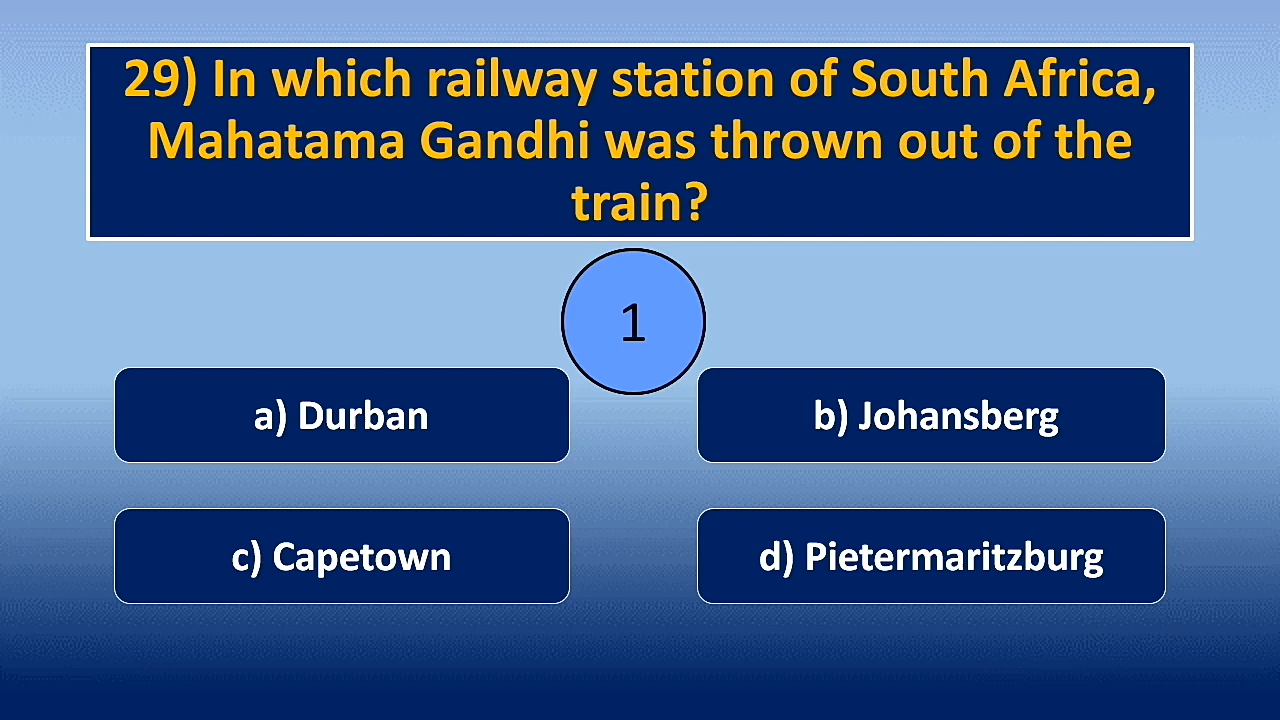 29) In which railway station of South Africa,
Mahatama Gandhi was thrown out of the
train?
1
a) Durban
b) Johansberg
c) Capetown
d) Pietermaritzburg